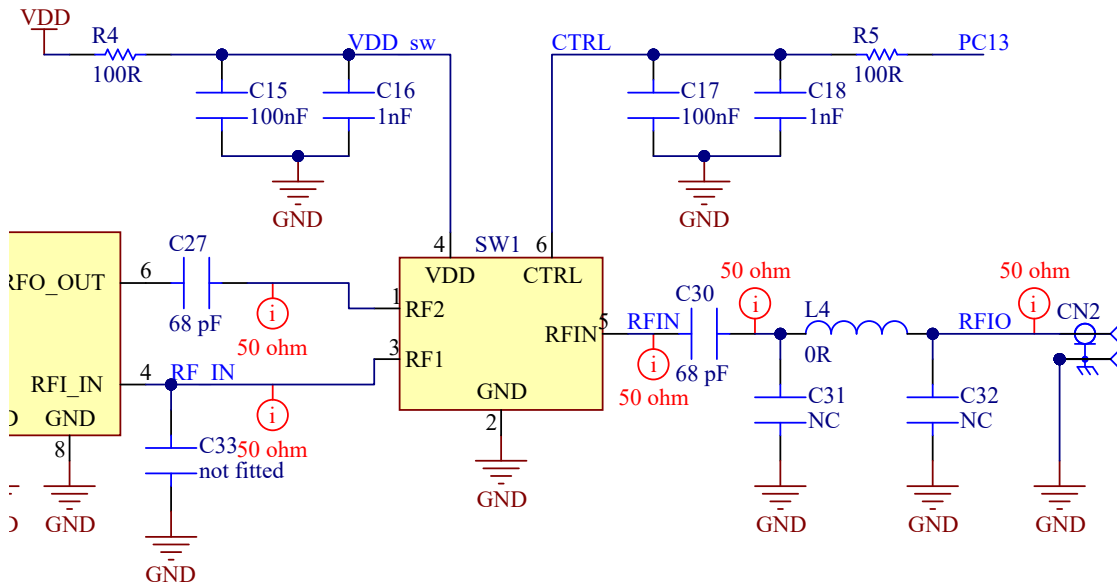 VDD
R4
100R
VDD_sw
C15
100nF
C16
1nF
GND
CTRL
R5
100R
PC13
C17
100nF
C18
1nF
GND
RFO_OUT
6
C27
68 pF
50 ohm
4
SW1
6
VDD
CTRL
1
RF2
3
RF1
RFIN
5
GND
2
GND
RFIN
50 ohm
C30
68 pF
50 ohm
L4
0R
RFIO
50 ohm
CN2
C31
NC
C32
NC
GND
GND
GND
RFI_IN
4
RF_IN
50 ohm
GND
8
GND
C33
not fitted
GND